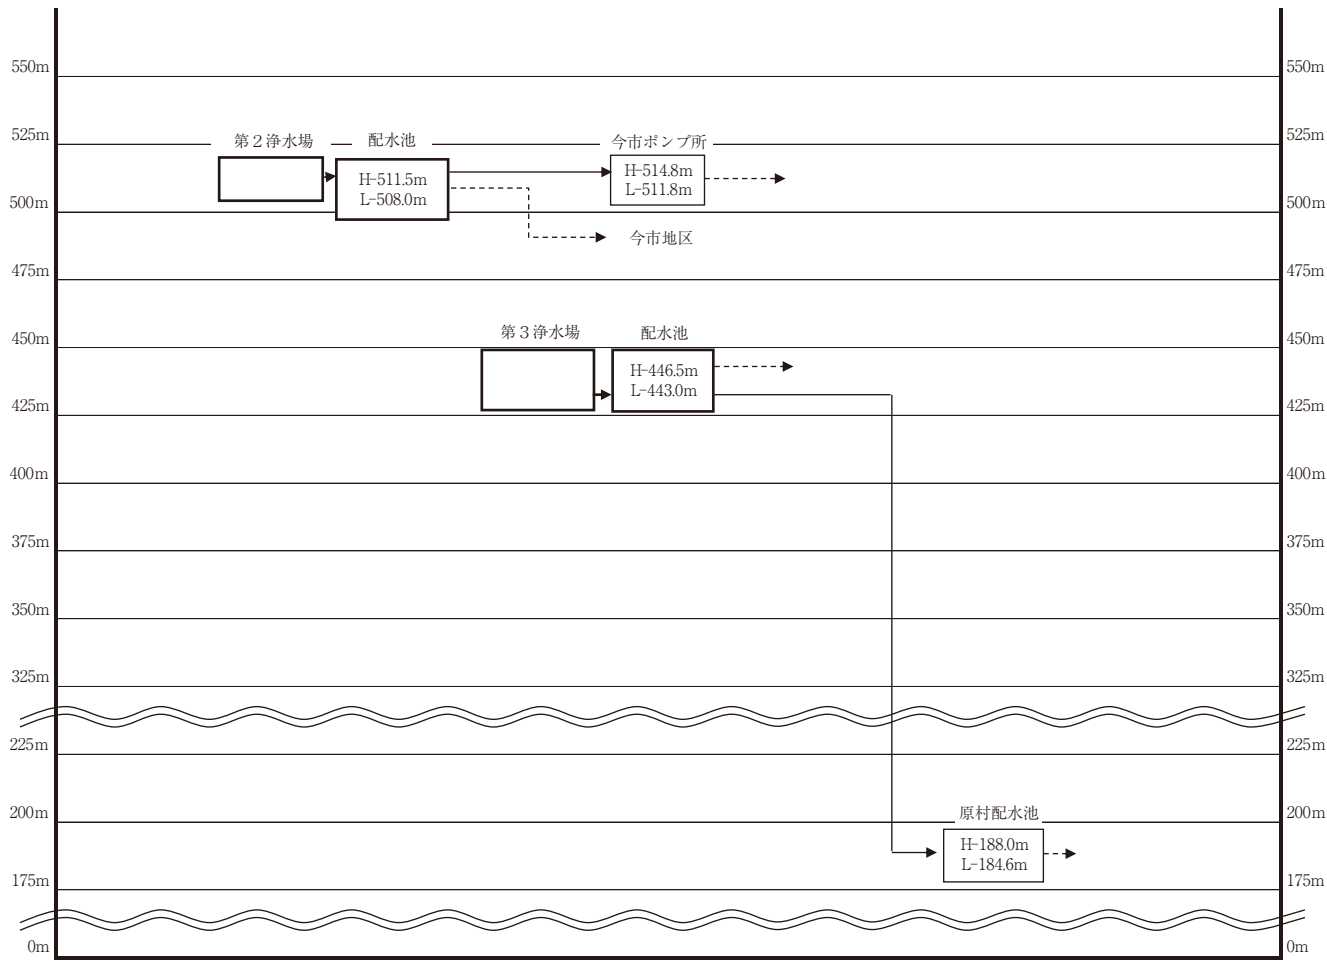 550m
550m
525m
第２浄水場
配水池
今市ポンプ所
525m
H-511.5m
L-508.0m
H-514.8m
L-511.8m
500m
500m
今市地区
475m
475m
450m
第３浄水場
配水池
450m
H-446.5m
L-443.0m
425m
425m
400m
400m
375m
375m
350m
350m
325m
325m
225m
225m
200m
原村配水池
200m
H-188.0m
L-184.6m
175m
175m
0m
0m